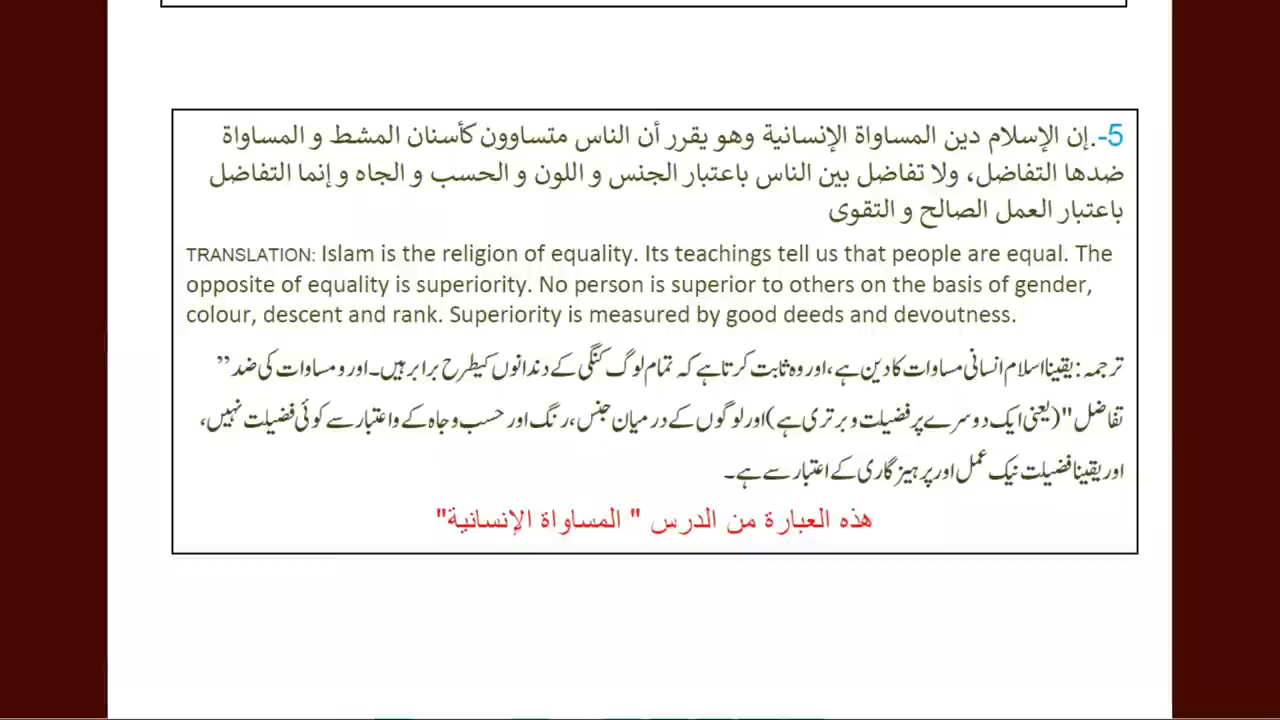 5-.إن الإسلام دين المساواة الإنسانية وهو يقرر أن الناس متساوون كأسنان المشط و المساواة
ضدها التفاضل، ولا تفاضل بين الناس باعتبار الجنس و اللون و الحسب و الجاه و إنما التفاضل
باعتبار العمل الصالح و التقوى
TRANSLATION: Islam is the religion of equality. Its teachings tell us that people are equal. The
opposite of equality is superiority. No person is superior to others on the basis of gender,
colour, descent and rank. Superiority is measured by good deeds and devoutness.
ترجمہ: یقینا اسلام انسانی مساوات کا دین ہے، اور وہ ثابت کرتا ہے کہ تمام لوگ کنگی کے دندانوں کیطرح برابر ہیں۔ اور و مساوات کی ضد ”
تفاضل" (یعنی ایک دوسرے پر فضیلت و برتری ہے) اور لوگوں کے درمیان جنس، رنگ اور حسب و جاہ کے واعتبار سے کوئی فضیلت نہیں،
اور یقینا فضیلت نیک عمل اور پرہیزگاری کے اعتبار سے ہے۔
هذه العبارة من الدرس " المساواة الإنسانية"